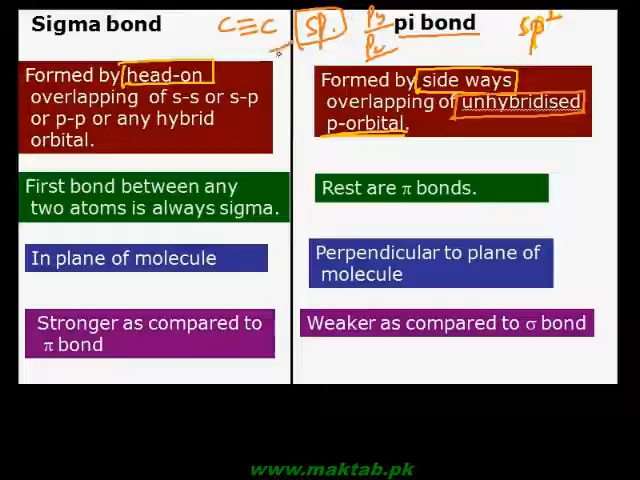 Sigma bond
C≡C
sp.
py
pz
pi bond
sp²
Formed by head-on
overlapping of s-s or s-p
or p-p or any hybrid
orbital.
Formed by side ways
overlapping of unhybridised
p-orbital.
First bond between any
two atoms is always sigma.
Rest are π bonds.
In plane of molecule
Perpendicular to plane of
molecule
Stronger as compared to
π bond
Weaker as compared to σ bond
www.maktab.pk